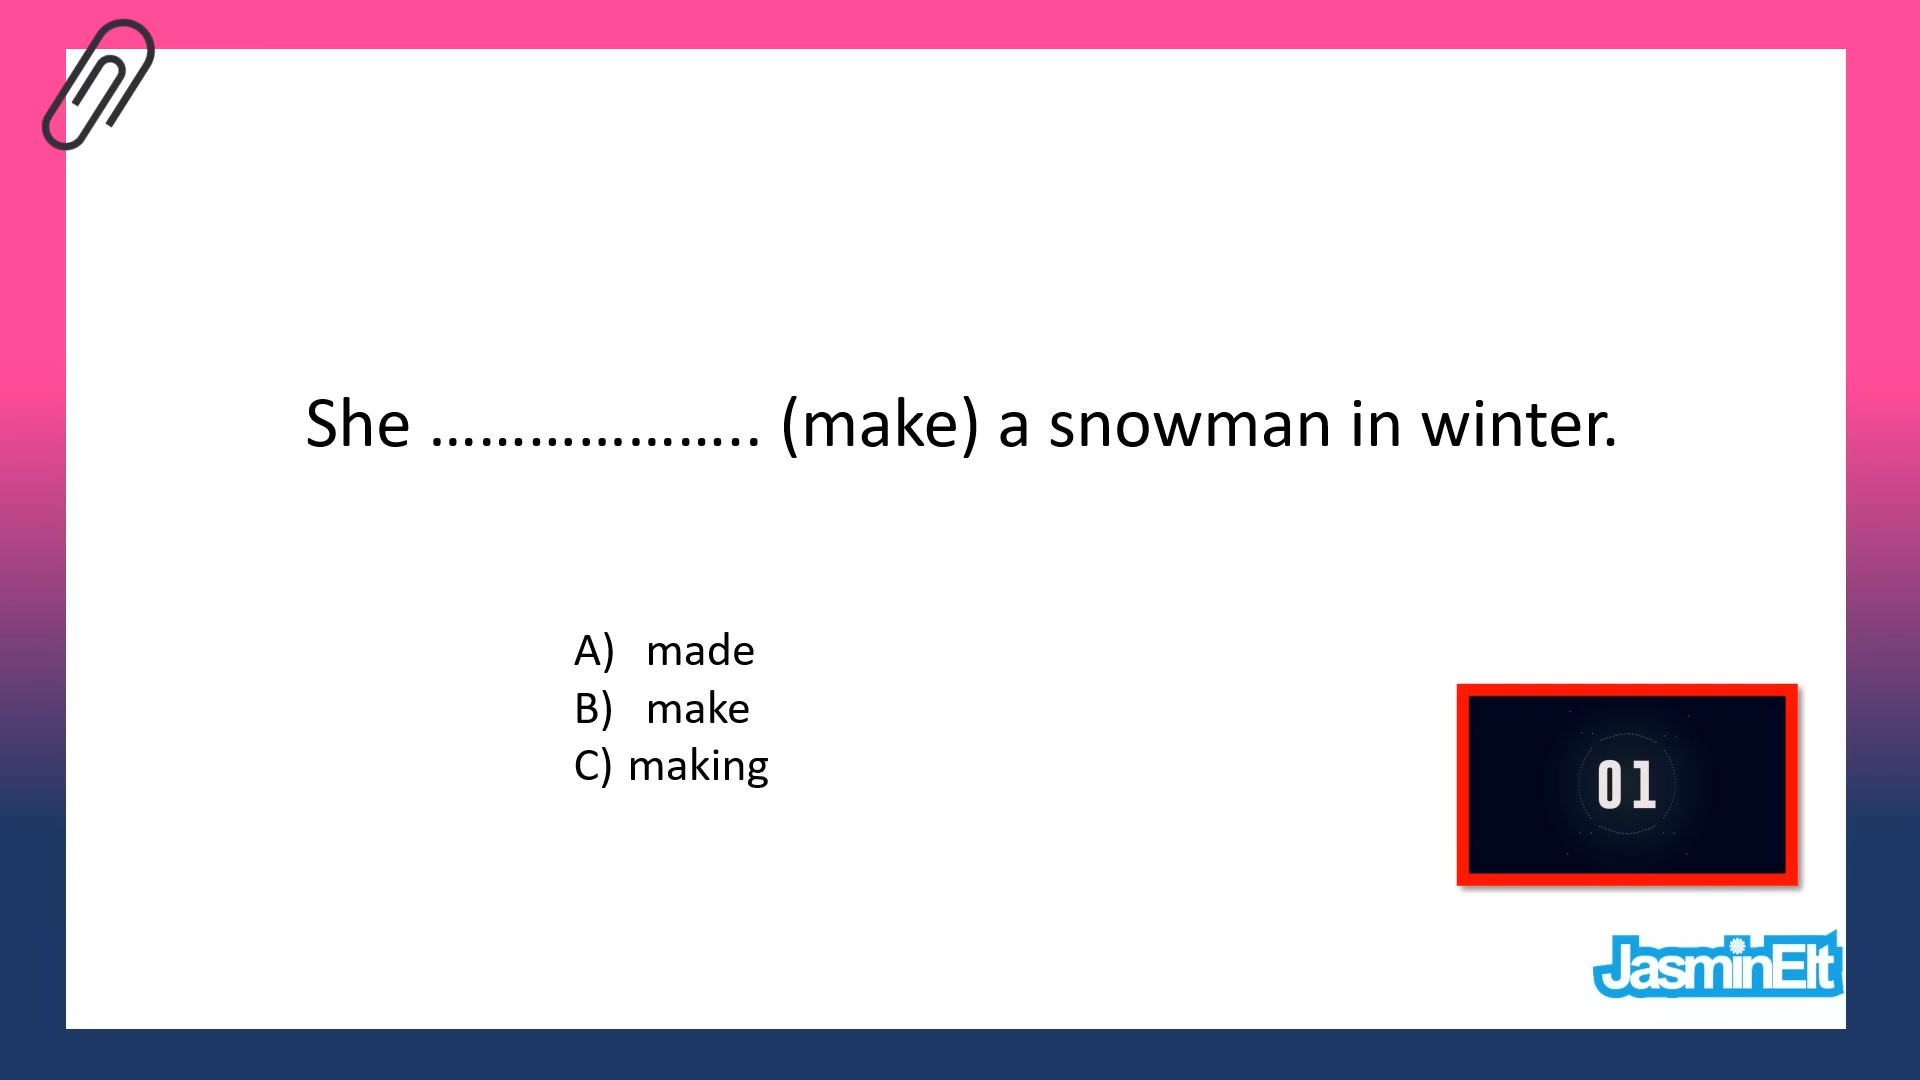 She ………………….. (make) a snowman in winter.
A) made
B) make
C) making
01
JasminElt